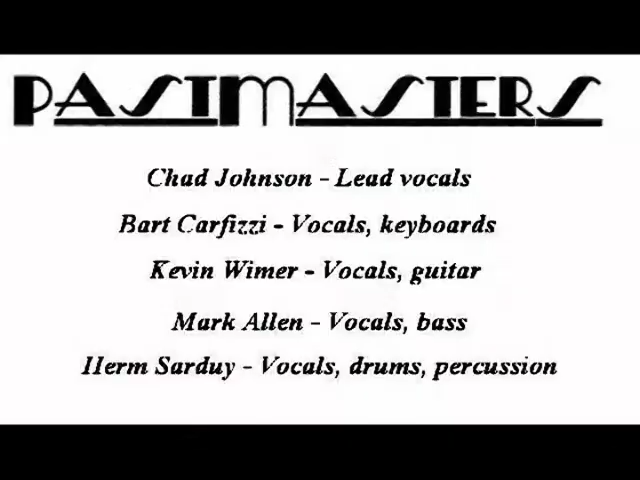 PASTMASTERS
Chad Johnson - Lead vocals
Bart Carfizzi - Vocals, keyboards
Kevin Wimer - Vocals, guitar
Mark Allen - Vocals, bass
Herm Sarduy - Vocals, drums, percussion